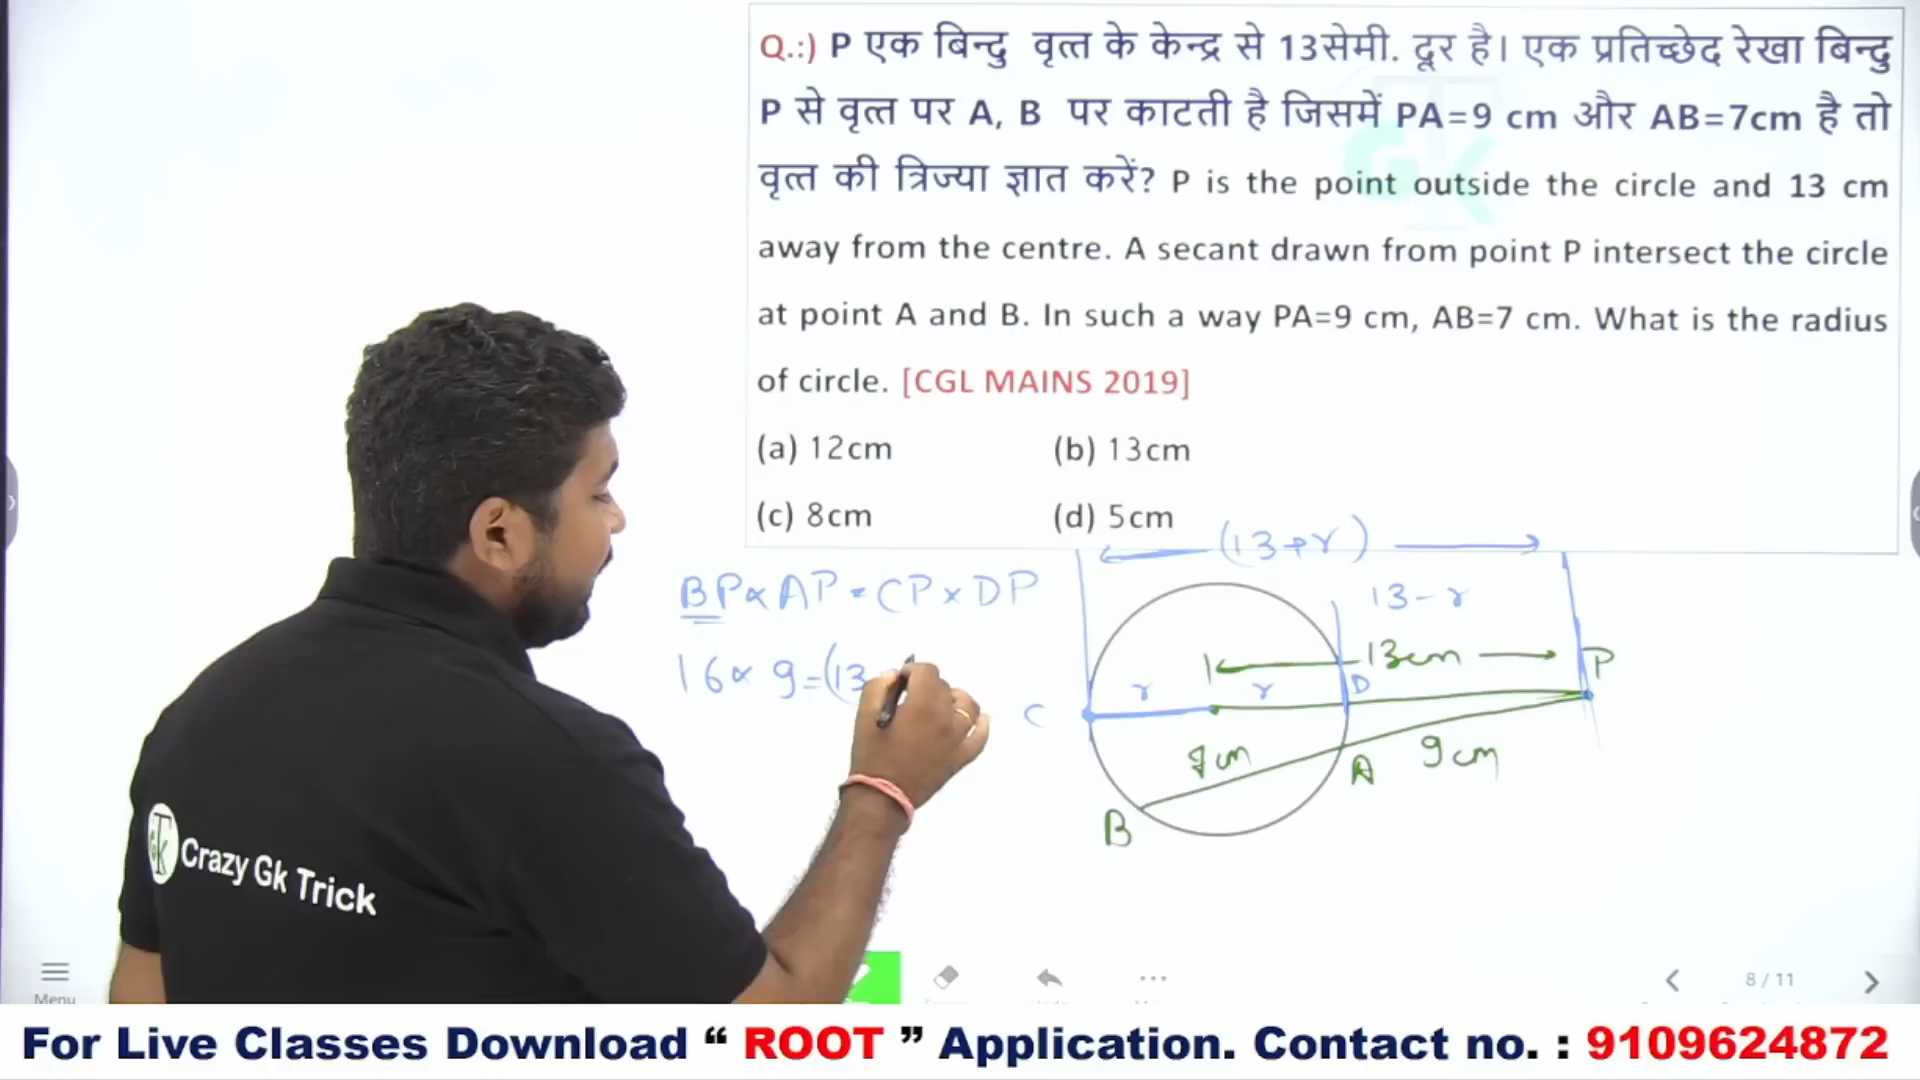 Q.:) P एक बिन्दु वृत्त के केन्द्र से 13सेमी. दूर है। एक प्रतिच्छेद रेखा बिन्दु
P से वृत्त पर A, B पर काटती है जिसमें PA=9 cm और AB=7cm है तो
वृत्त की त्रिज्या ज्ञात करें? P is the point outside the circle and 13 cm
away from the centre. A secant drawn from point P intersect the circle
at point A and B. In such a way PA=9 cm, AB=7 cm. What is the radius
of circle. [CGL MAINS 2019]
(a) 12cm (b) 13cm
(c) 8cm (d) 5cm
(13+r)
BP× AP = CP × DP
13-r
16× 9=(13
13cm
P
r
r
D
C
7cm
9cm
A
B
Crazy Gk Trick
Menu
8 / 11
For Live Classes Download “ ROOT ” Application. Contact no. : 9109624872